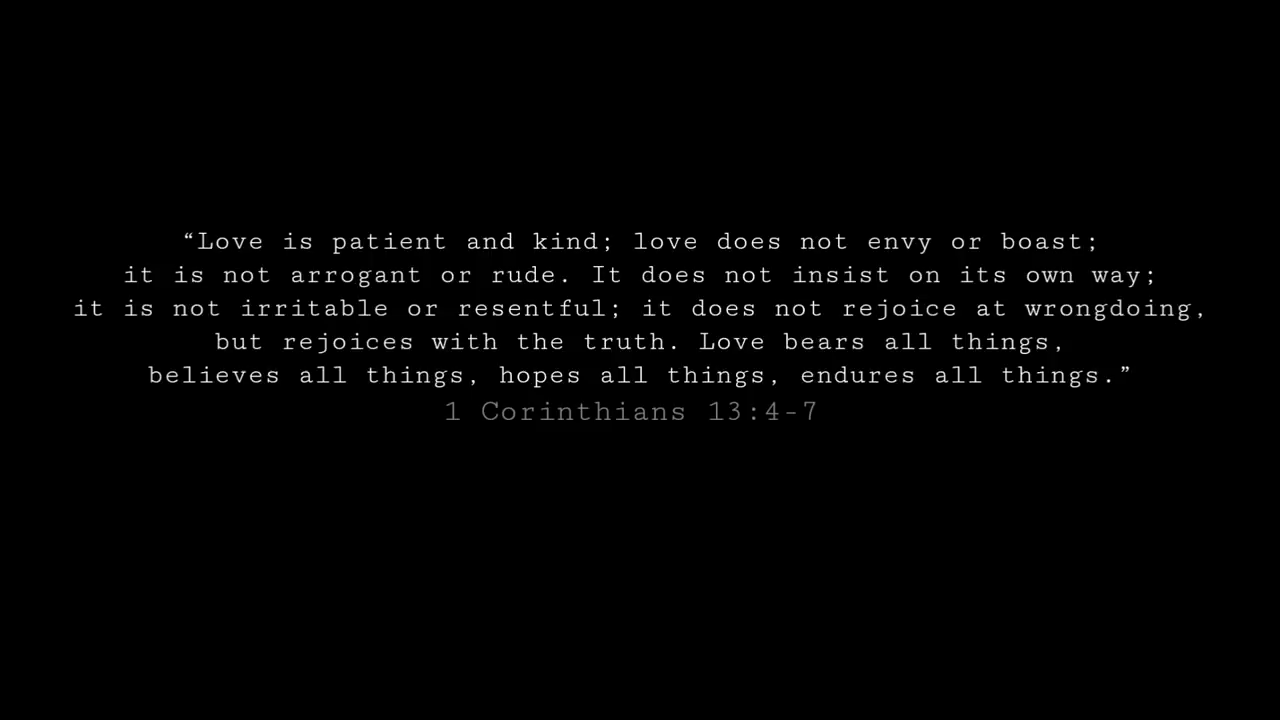 “Love is patient and kind; love does not envy or boast;
it is not arrogant or rude. It does not insist on its own way;
it is not irritable or resentful; it does not rejoice at wrongdoing,
but rejoices with the truth. Love bears all things,
believes all things, hopes all things, endures all things.”
1 Corinthians 13:4-7